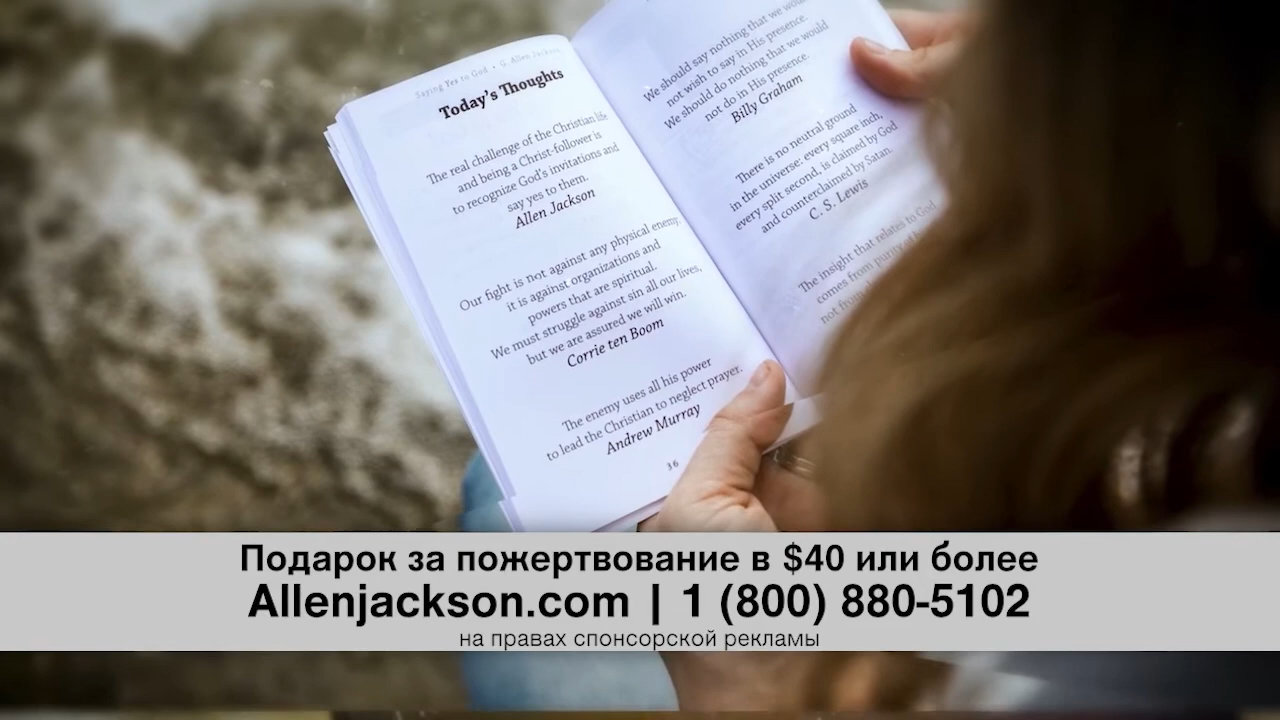 Saying Yes to God • G. Allen Jackson
Today's Thoughts
The real challenge of the Christian life
and being a Christ-follower is
to recognize God's invitations and
say yes to them.
Allen Jackson
Our fight is not against any physical enemy;
it is against organizations and
powers that are spiritual.
We must struggle against sin all our lives,
but we are assured we will win.
Corrie ten Boom
The enemy uses all his power
to lead the Christian to neglect prayer.
Andrew Murray
36
We should say nothing that we would
not wish to say in His presence.
We should do nothing that we would
not do in His presence.
Billy Graham
There is no neutral ground
in the universe: every square inch,
every split second, is claimed by God
and counterclaimed by Satan.
C. S. Lewis
The insight that relates to God
comes from purity of
not from
Подарок за пожертвование в $40 или более
Allenjackson.com | 1 (800) 880-5102
на правах спонсорской рекламы